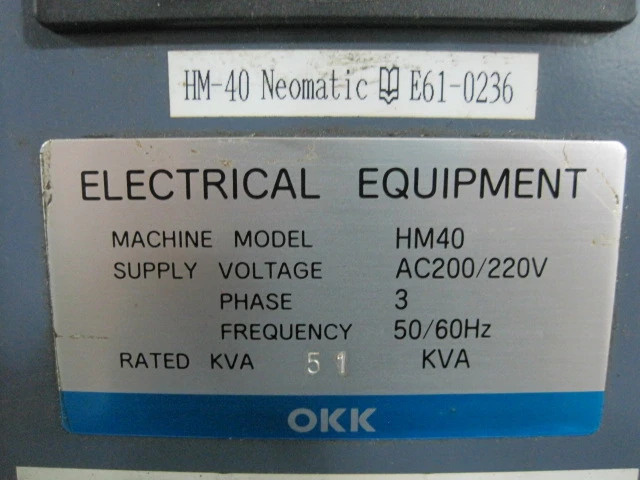 HM-40 Neomatic E61-0236
ELECTRICAL EQUIPMENT
MACHINE MODEL HM40
SUPPLY VOLTAGE AC200/220V
PHASE 3
FREQUENCY 50/60Hz
RATED KVA 51 KVA
OKK